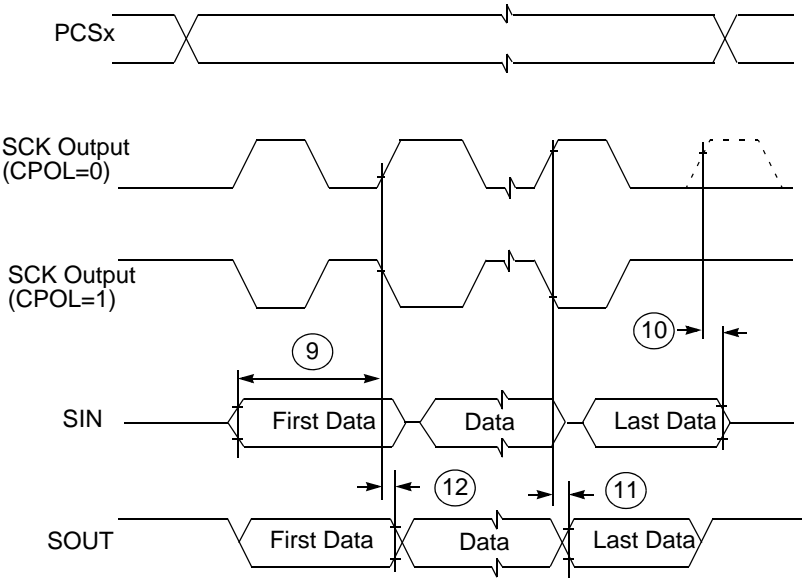 PCSx
SCK Output
(CPOL=0)
SCK Output
(CPOL=1)
10
9
SIN
First Data
Data
Last Data
12
11
SOUT
First Data
Data
Last Data